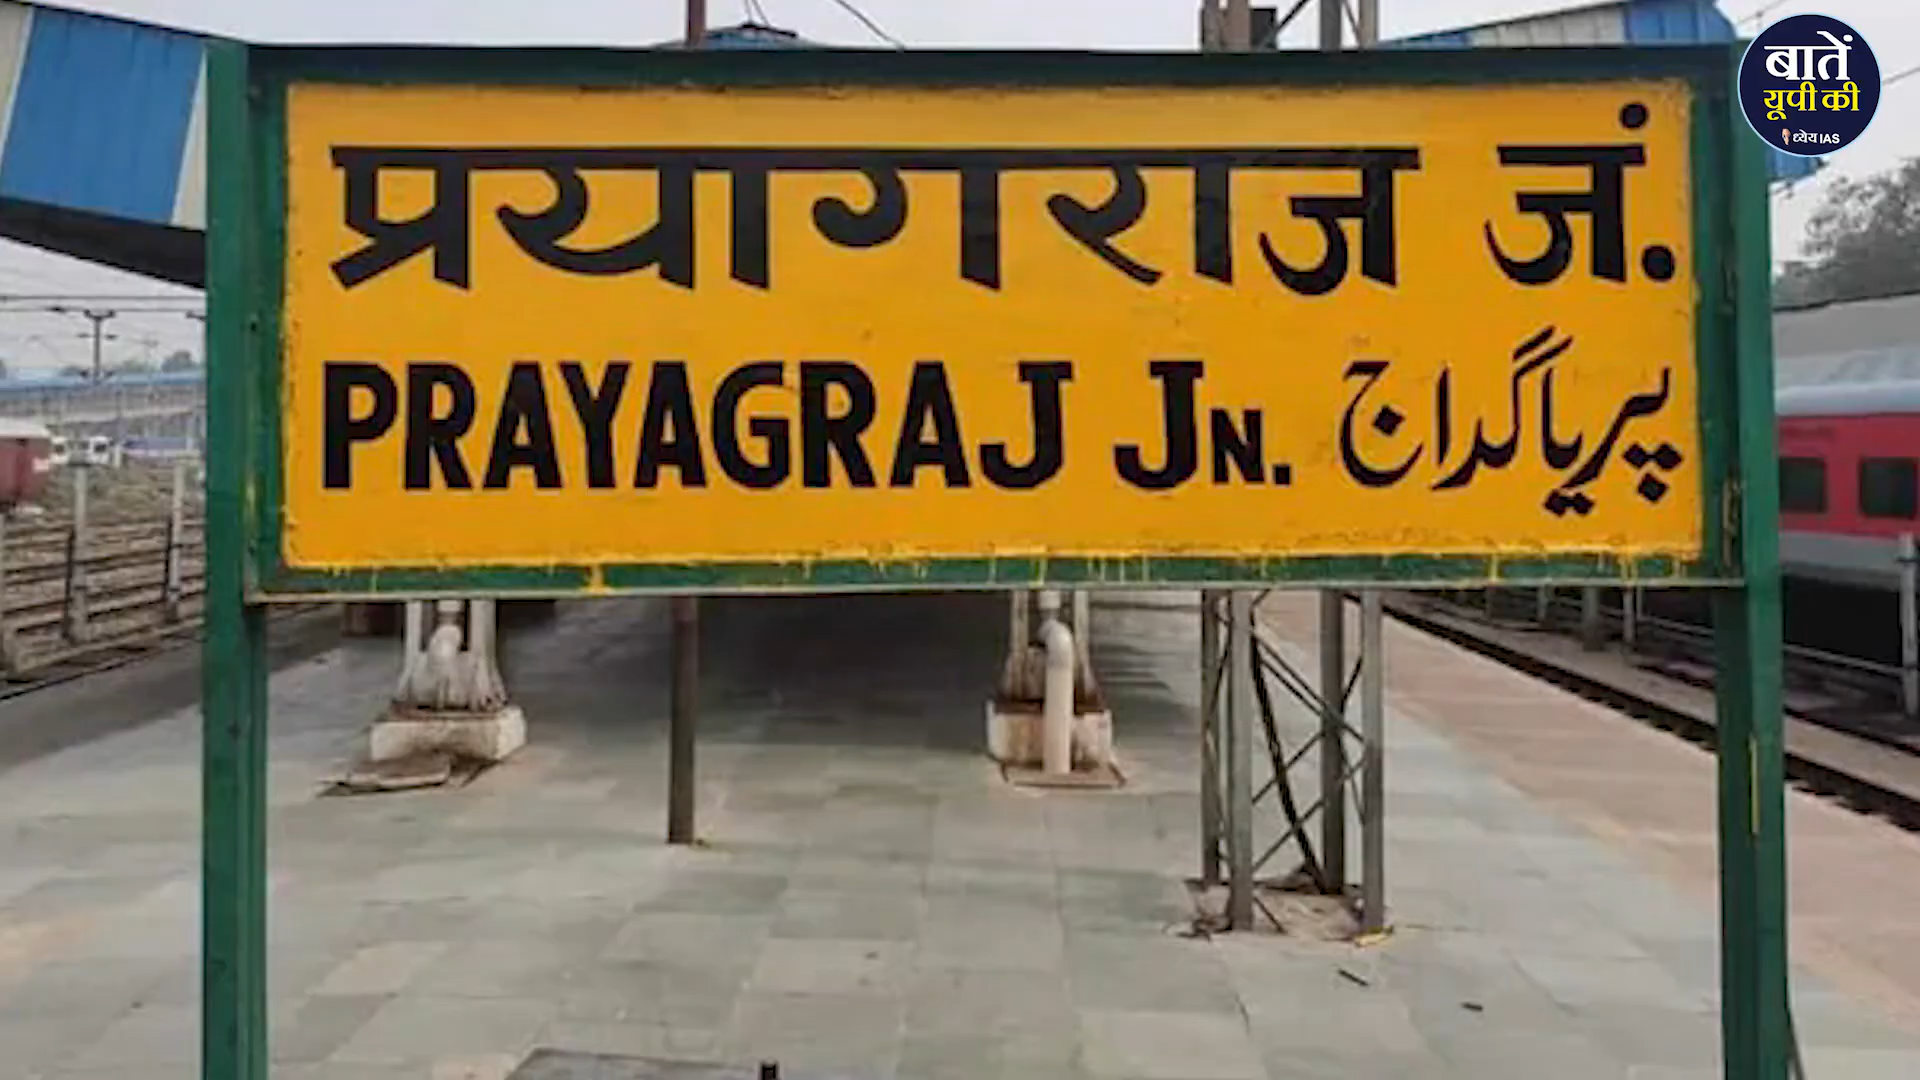 प्रयागराज जं.
PRAYAGRAJ JN. پریاگراج
बातें
यूपी की
ध्येय IAS